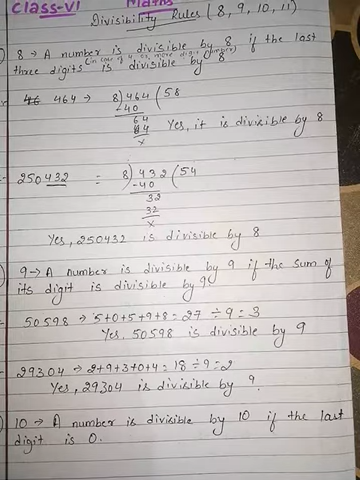 Class-VI Maths
Divisibility Rules (8, 9, 10, 11)
8 → A number is divisible by 8, if the last
(in case of 4 or more digit number)
three digits is divisible by 8
464 → 8)464(58
-40
64
64
x
Yes, it is divisible by 8
250432 = 8)432(54
-40
32
32
x
Yes, 250432 is divisible by 8
9 → A number is divisible by 9 if the sum of
its digit is divisible by 9
50598 → 5+0+5+9+8=27 ÷9=3
Yes. 50598 is divisible by 9
29304 → 2+9+3+0+4=18÷9=2
Yes, 29304 is divisible by 9.
10 → A number is divisible by 10 if the last
digit is 0.